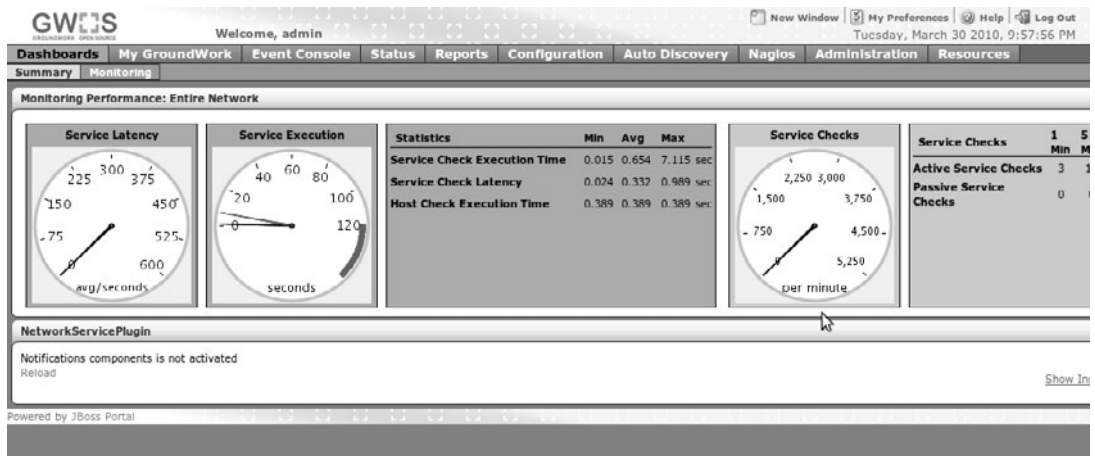 GW OS
GROUNDWORK OPEN SOURCE
Welcome, admin
New Window My Preferences Help Log Out
Tuesday, March 30 2010, 9:57:56 PM
Dashboards My GroundWork Event Console Status Reports Configuration Auto Discovery Nagios Administration Resources
Summary Monitoring
Monitoring Performance: Entire Network
Service Latency
0 75 150 225 300 375 450 525 600
avg/seconds
Service Execution
0 20 40 60 80 100 120
seconds
Statistics Min Avg Max
Service Check Execution Time 0.015 0.654 7.115 sec
Service Check Latency 0.024 0.332 0.989 sec
Host Check Execution Time 0.389 0.389 0.389 sec
Service Checks
0 750 1,500 2,250 3,000 3,750 4,500 5,250
per minute
Service Checks 1 Min 5 M
Active Service Checks 3 1
Passive Service Checks 0
NetworkServicePlugin
Notifications components is not activated
Reload
Show In
Powered by JBoss Portal